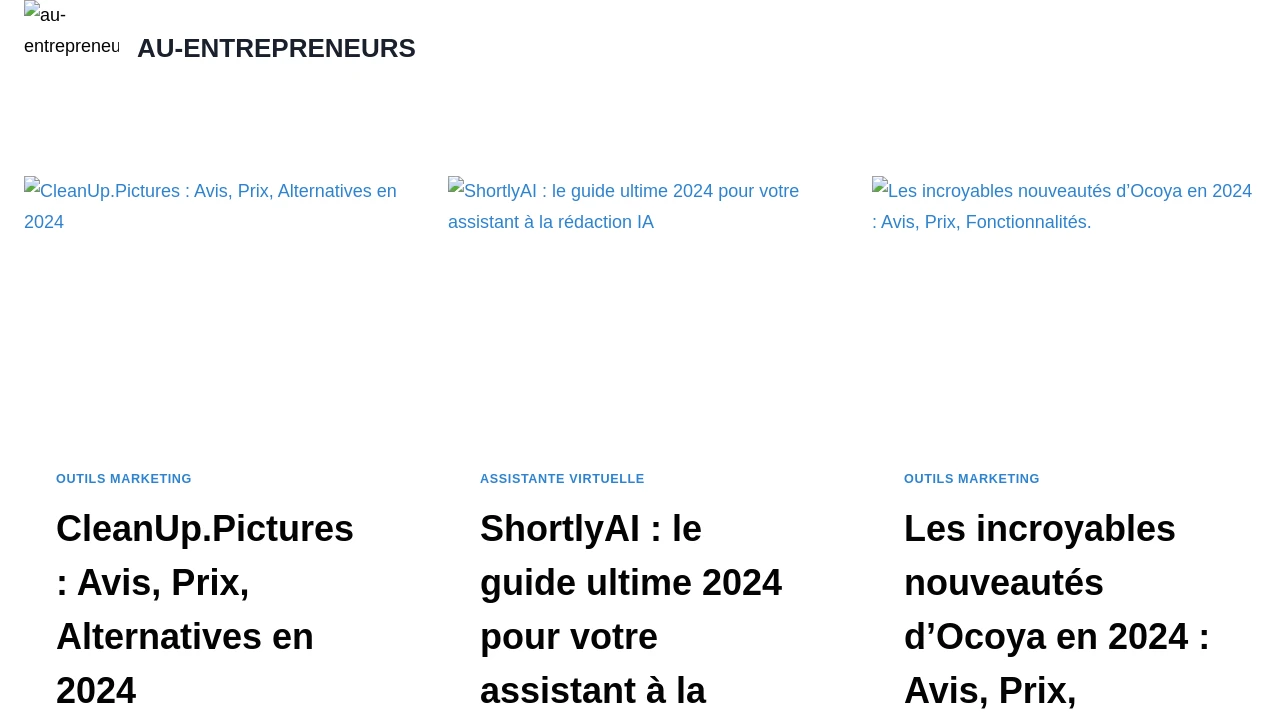 au-
entrepreneu
AU-ENTREPRENEURS
CleanUp.Pictures : Avis, Prix, Alternatives en
2024
ShortlyAI : le guide ultime 2024 pour votre
assistant à la rédaction IA
Les incroyables nouveautés d’Ocoya en 2024
: Avis, Prix, Fonctionnalités.
OUTILS MARKETING
CleanUp.Pictures
: Avis, Prix,
Alternatives en
2024
ASSISTANTE VIRTUELLE
ShortlyAI : le
guide ultime 2024
pour votre
assistant à la
OUTILS MARKETING
Les incroyables
nouveautés
d’Ocoya en 2024 :
Avis, Prix,